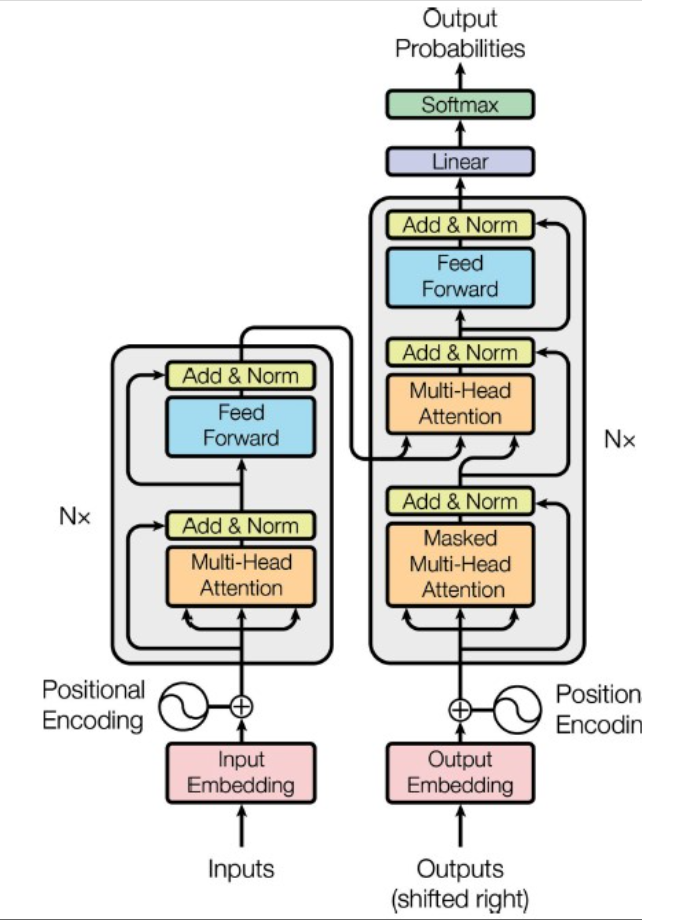 Output
Probabilities
Softmax
Linear
Add & Norm
Feed
Forward
Add & Norm
Multi-Head
Attention
Nx
Add & Norm
Masked
Multi-Head
Attention
Add & Norm
Feed
Forward
Nx
Add & Norm
Multi-Head
Attention
Positional
Encoding
Position
Encodin
Input
Embedding
Output
Embedding
Inputs
Outputs
(shifted right)